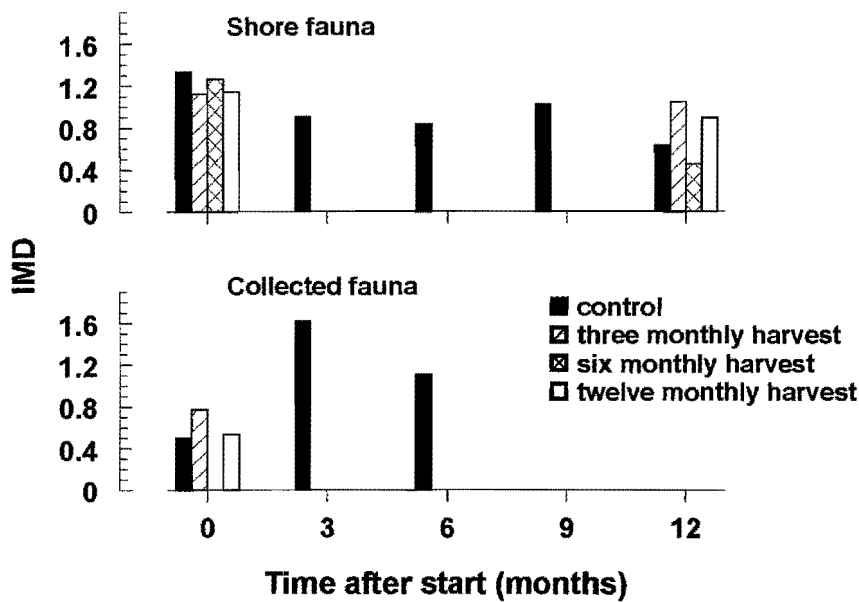 Shore fauna
1.6
1.2
0.8
0.4
0
IMD
Collected fauna
1.6
1.2
0.8
0.4
0
control
three monthly harvest
six monthly harvest
twelve monthly harvest
0 3 6 9 12
Time after start (months)